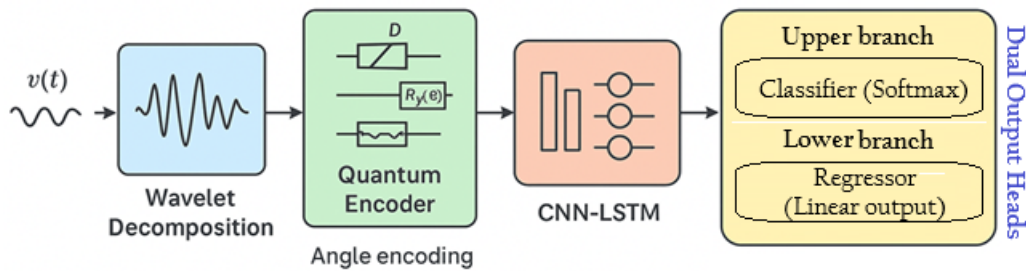 v(t)
Wavelet
Decomposition
D
Ry(e)
Quantum
Encoder
Angle encoding
CNN-LSTM
Upper branch
Classifier (Softmax)
Lower branch
Regressor
(Linear output)
Dual Output Heads